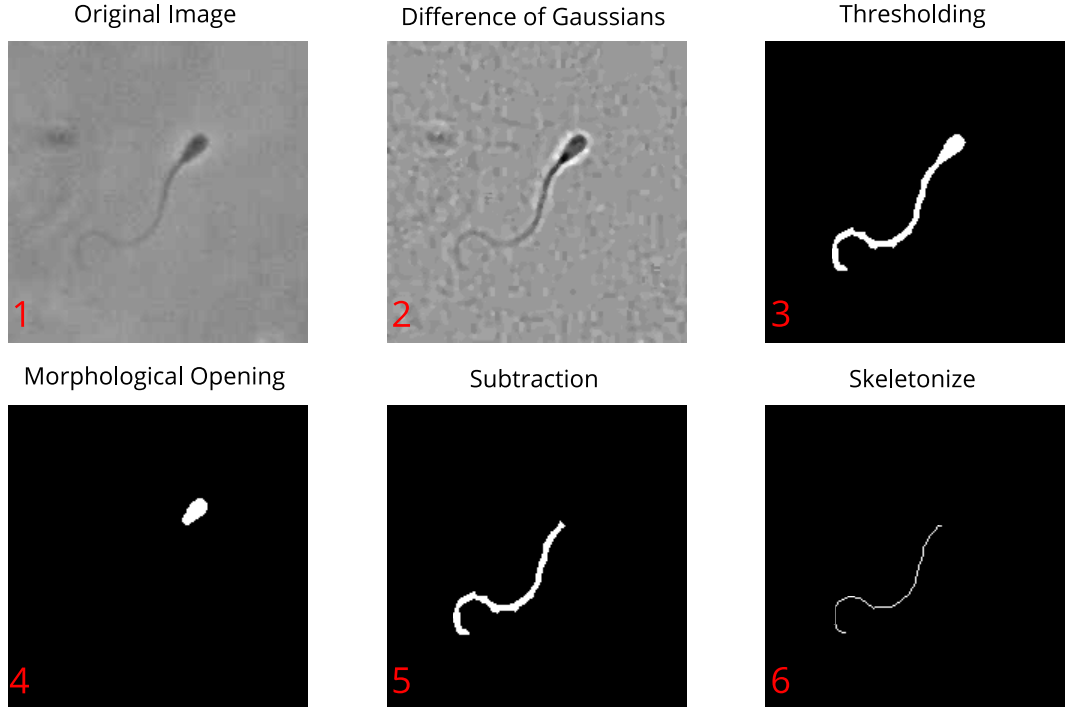 Original Image
Difference of Gaussians
Thresholding
1
2
3
Morphological Opening
Subtraction
Skeletonize
4
5
6